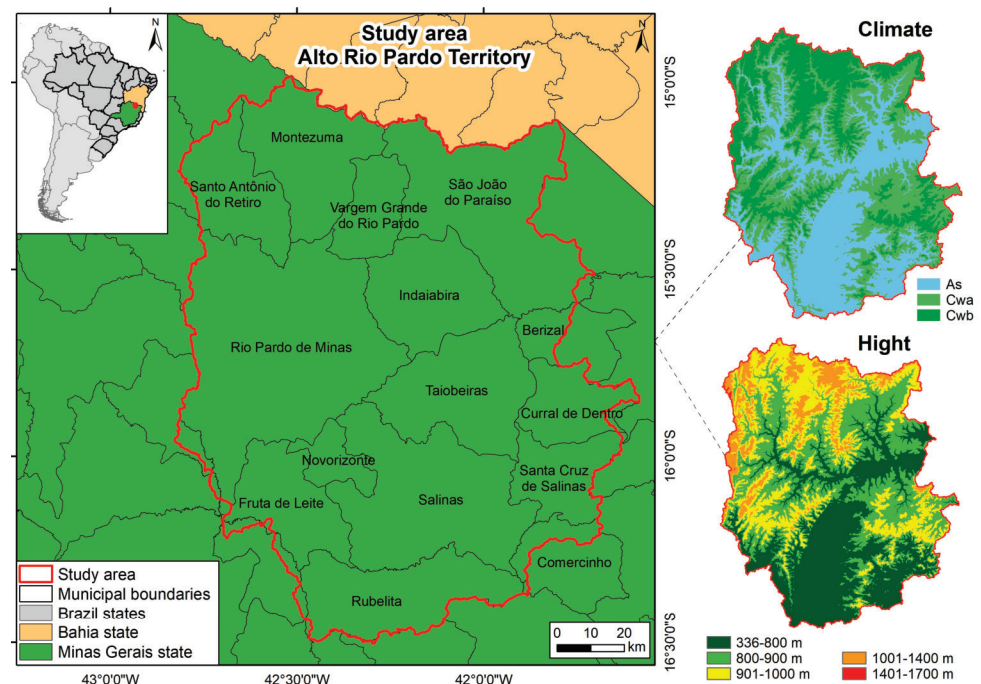 N
Study area
Alto Rio Pardo Territory
N
Montezuma
Santo Antônio
do Retiro
Vargem Grande
do Rio Pardo
São João
do Paraíso
Indaiabira
Berizal
Rio Pardo de Minas
Taiobeiras
Curral de Dentro
Novorizonte
Santa Cruz
de Salinas
Fruta de Leite
Salinas
Comercinho
Rubelita
Study area
Municipal boundaries
Brazil states
Bahia state
Minas Gerais state
0 10 20
km
43°0'0"W
42°30'0"W
42°0'0"W
15°0'0"S
15°30'0"S
16°0'0"S
16°30'0"S
Climate
As
Cwa
Cwb
Hight
336-800 m
800-900 m
901-1000 m
1001-1400 m
1401-1700 m